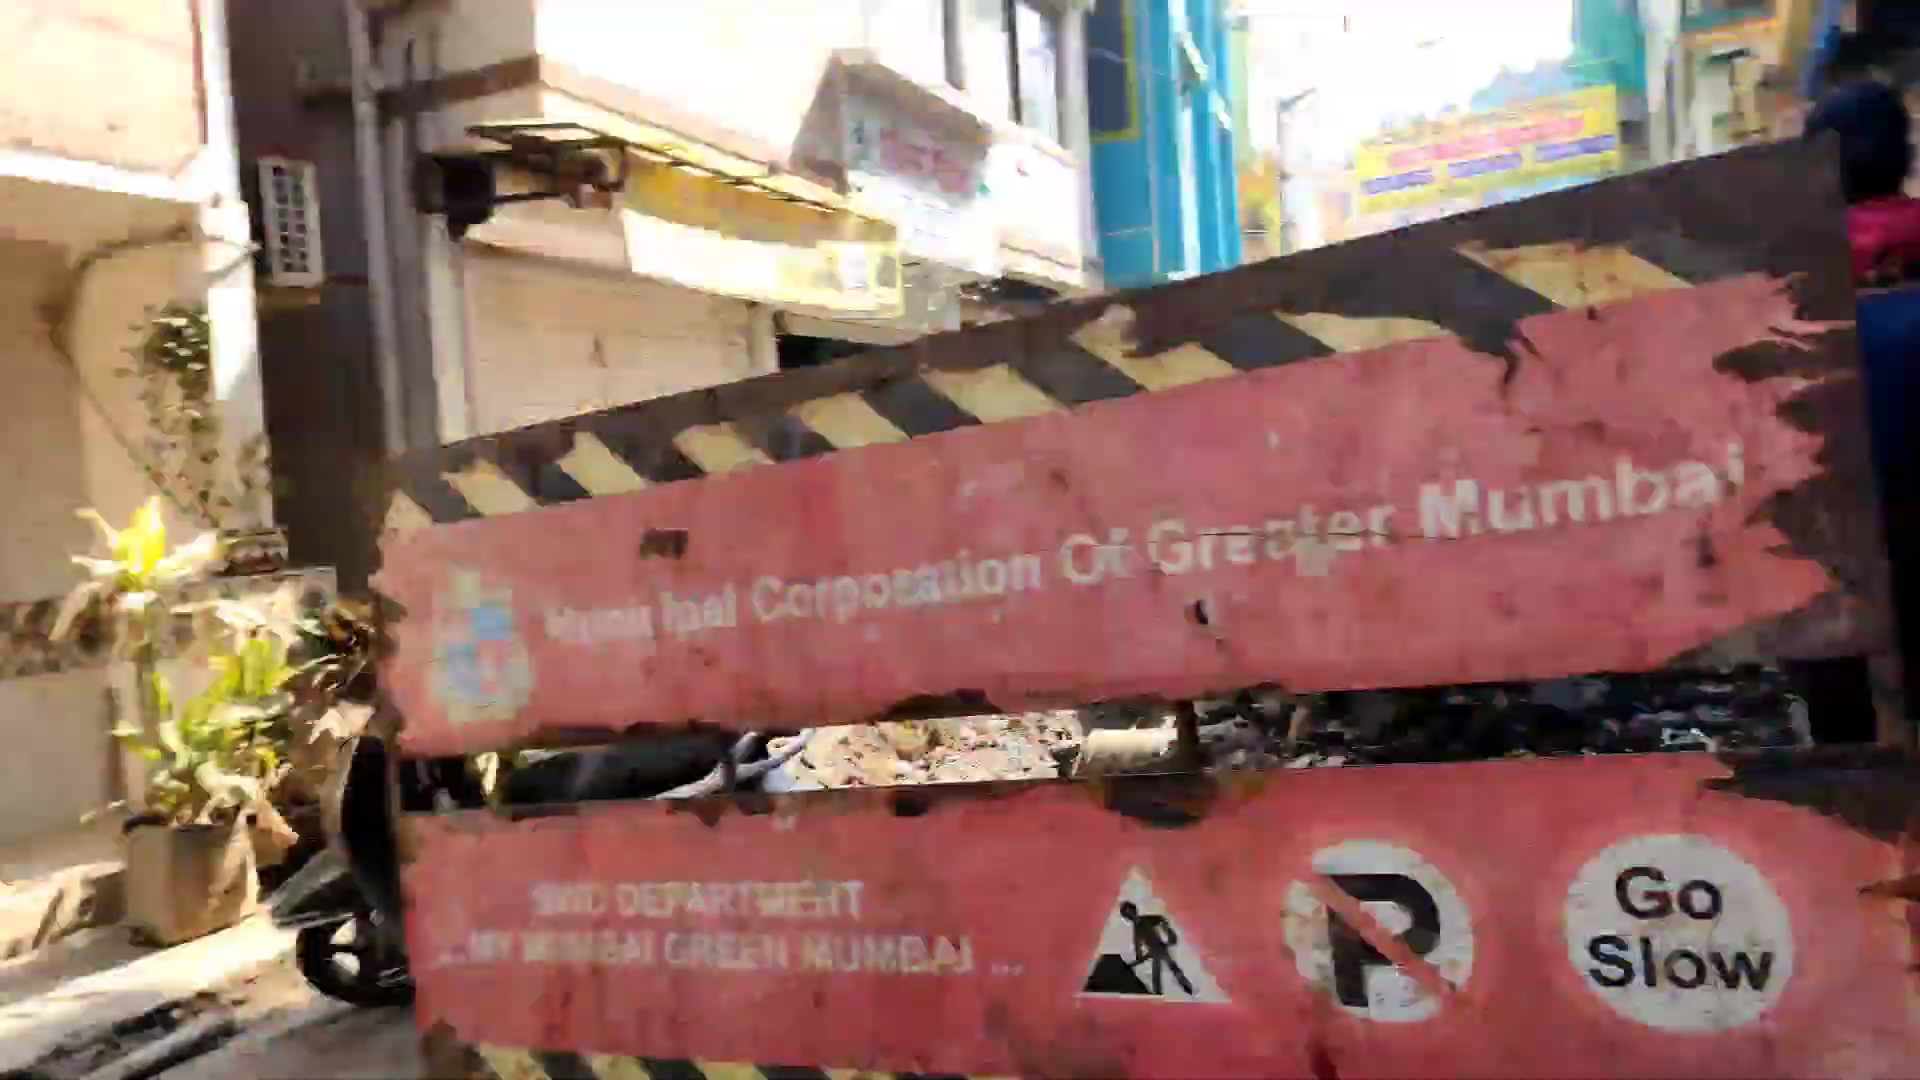 Municipal Corporation Of Greater Mumbai
SWD DEPARTMENT
...MY MUMBAI GREEN MUMBAI ...
P
Go
Slow